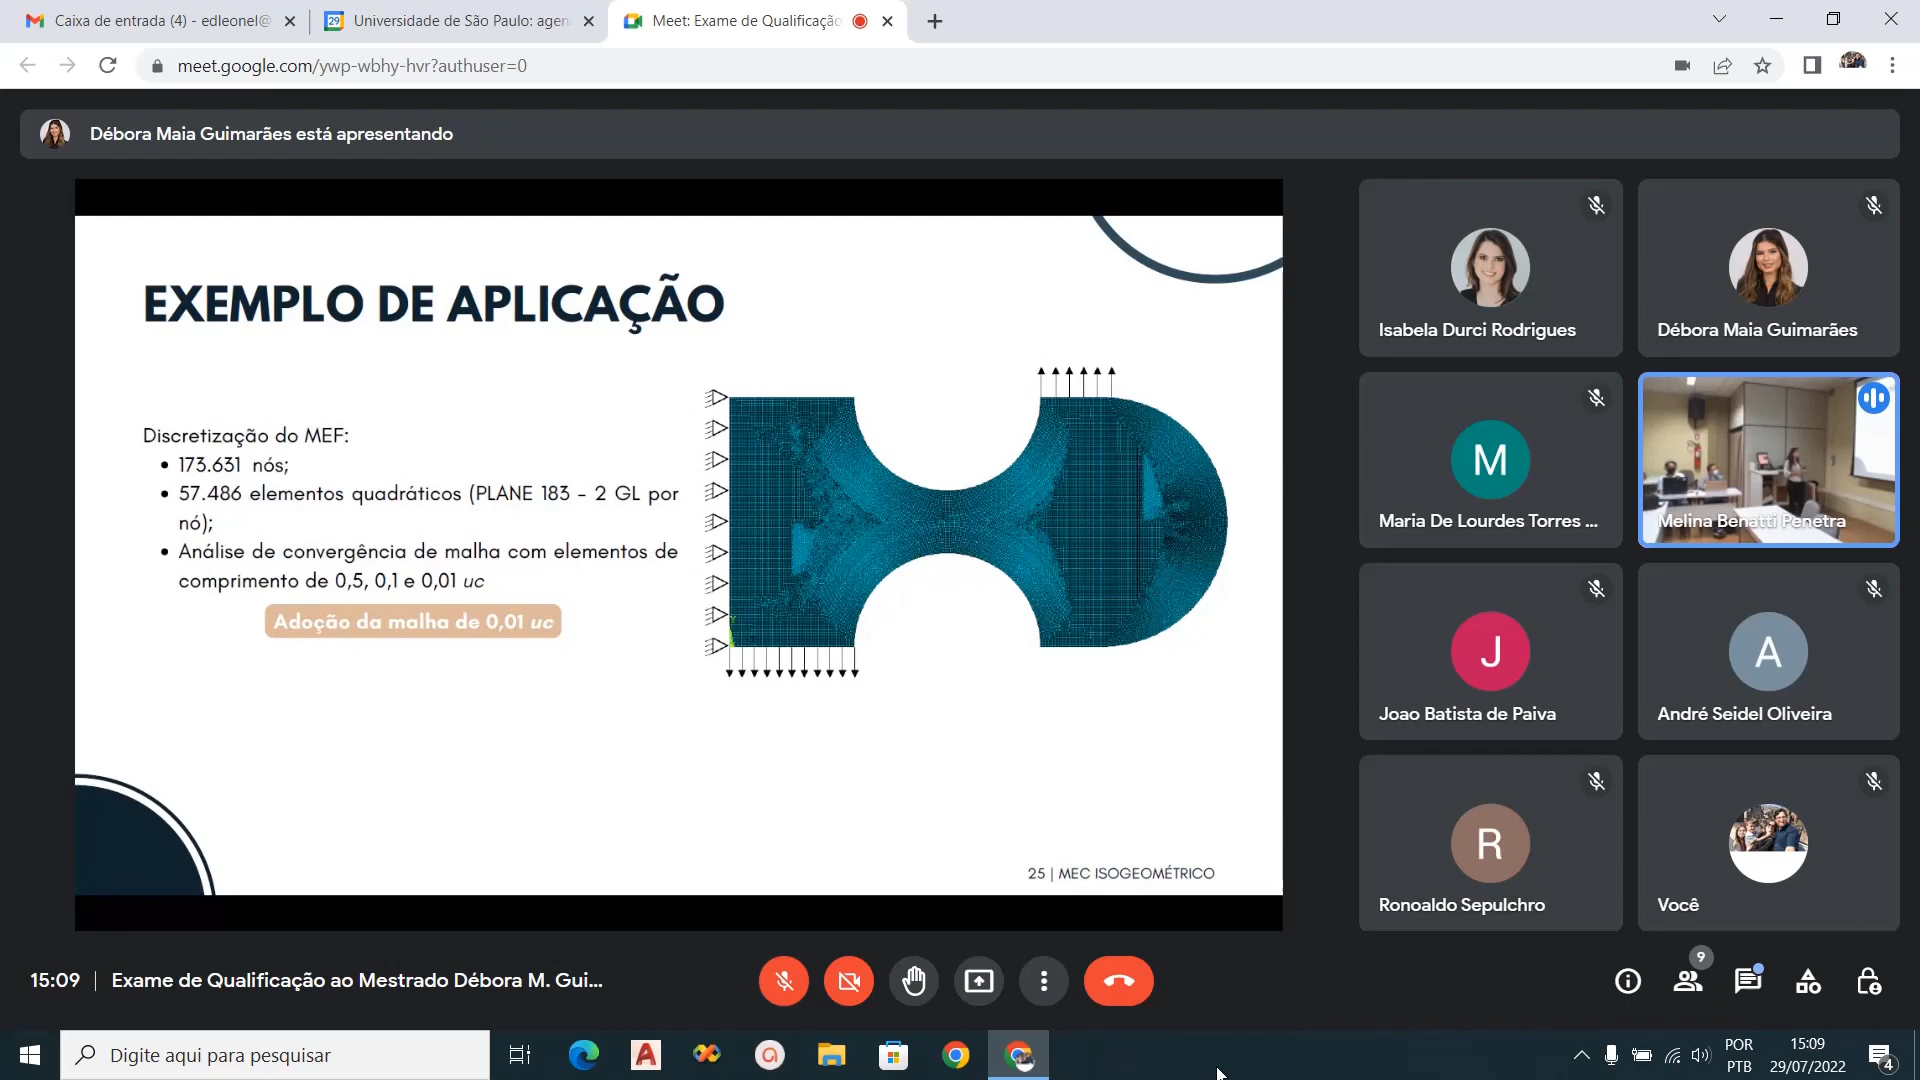 Caixa de entrada (4) - edleonel@
Universidade de São Paulo: agen
Meet: Exame de Qualificação
meet.google.com/ywp-wbhy-hvr?authuser=0
Débora Maia Guimarães está apresentando
EXEMPLO DE APLICAÇÃO
Discretização do MEF:
173.631 nós;
57.486 elementos quadráticos (PLANE 183 - 2 GL por
nó);
Análise de convergência de malha com elementos de
comprimento de 0,5, 0,1 e 0,01 uc
Adoção da malha de 0,01 uc
Y
25 | MEC ISOGEOMÉTRICO
Isabela Durci Rodrigues
Débora Maia Guimarães
M
Maria De Lourdes Torres ...
Melina Benatti Penetra
J
Joao Batista de Paiva
A
André Seidel Oliveira
R
Ronoaldo Sepulchro
Você
15:09
Exame de Qualificação ao Mestrado Débora M. Gui...
9
Digite aqui para pesquisar
POR
PTB
15:09
29/07/2022
4